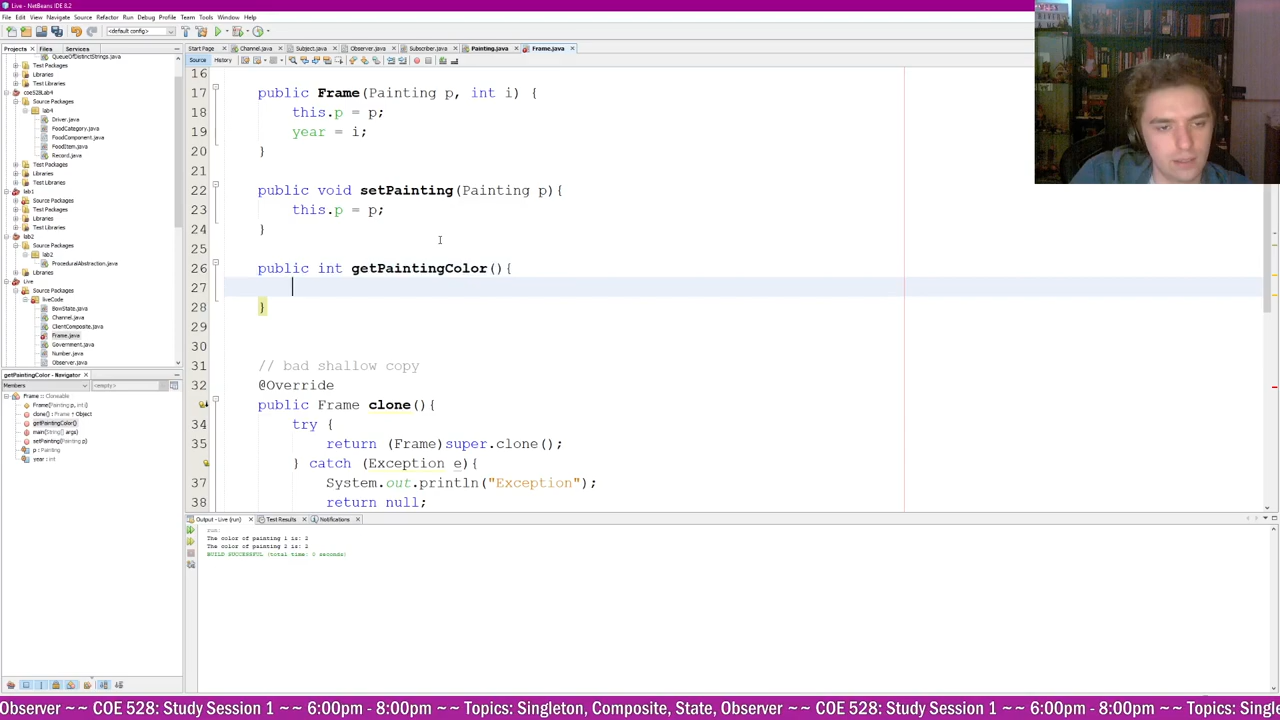 Live - NetBeans IDE 8.2
File Edit View Navigate Source Refactor Run Debug Profile Team Tools Window Help
<default config>
Projects Files Services
QueueOfDistinctStrings.java
Test Packages
Libraries
Test Libraries
coe528Lab4
Source Packages
lab4
Driver.java
FoodCategory.java
FoodComponent.java
FoodItem.java
Record.java
Test Packages
Libraries
Test Libraries
lab1
Source Packages
Test Packages
Libraries
Test Libraries
lab2
Source Packages
lab2
ProceduralAbstraction.java
Libraries
Live
Source Packages
liveCode
BowState.java
Channel.java
ClientComposite.java
Frame.java
Government.java
Number.java
Observer.java
getPaintingColor - Navigator
Members <empty>
Frame :: Cloneable
Frame(Painting p, int i)
clone() : Frame ↑ Object
getPaintingColor()
main(String[] args)
setPainting(Painting p)
p : Painting
year : int
Start Page Channel.java Subject.java Observer.java Subscriber.java Painting.java Frame.java
Source History
16
17 public Frame(Painting p, int i) {
18 this.p = p;
19 year = i;
20 }
21
22 public void setPainting(Painting p){
23 this.p = p;
24 }
25
26 public int getPaintingColor(){
27
28 }
29
30
31 // bad shallow copy
32 @Override
public Frame clone(){
34 try {
35 return (Frame)super.clone();
} catch (Exception e){
37 System.out.println("Exception");
38 return null;
Output - Live (run) Test Results Notifications
run:
The color of painting 1 is: 2
The color of painting 2 is: 2
BUILD SUCCESSFUL (total time: 0 seconds)
Observer ~~ COE 528: Study Session 1 ~~ 6:00pm - 8:00pm ~~ Topics: Singleton, Composite, State, Observer ~~ COE 528: Study Session 1 ~~ 6:00pm - 8:00pm ~~ Topics: Singl